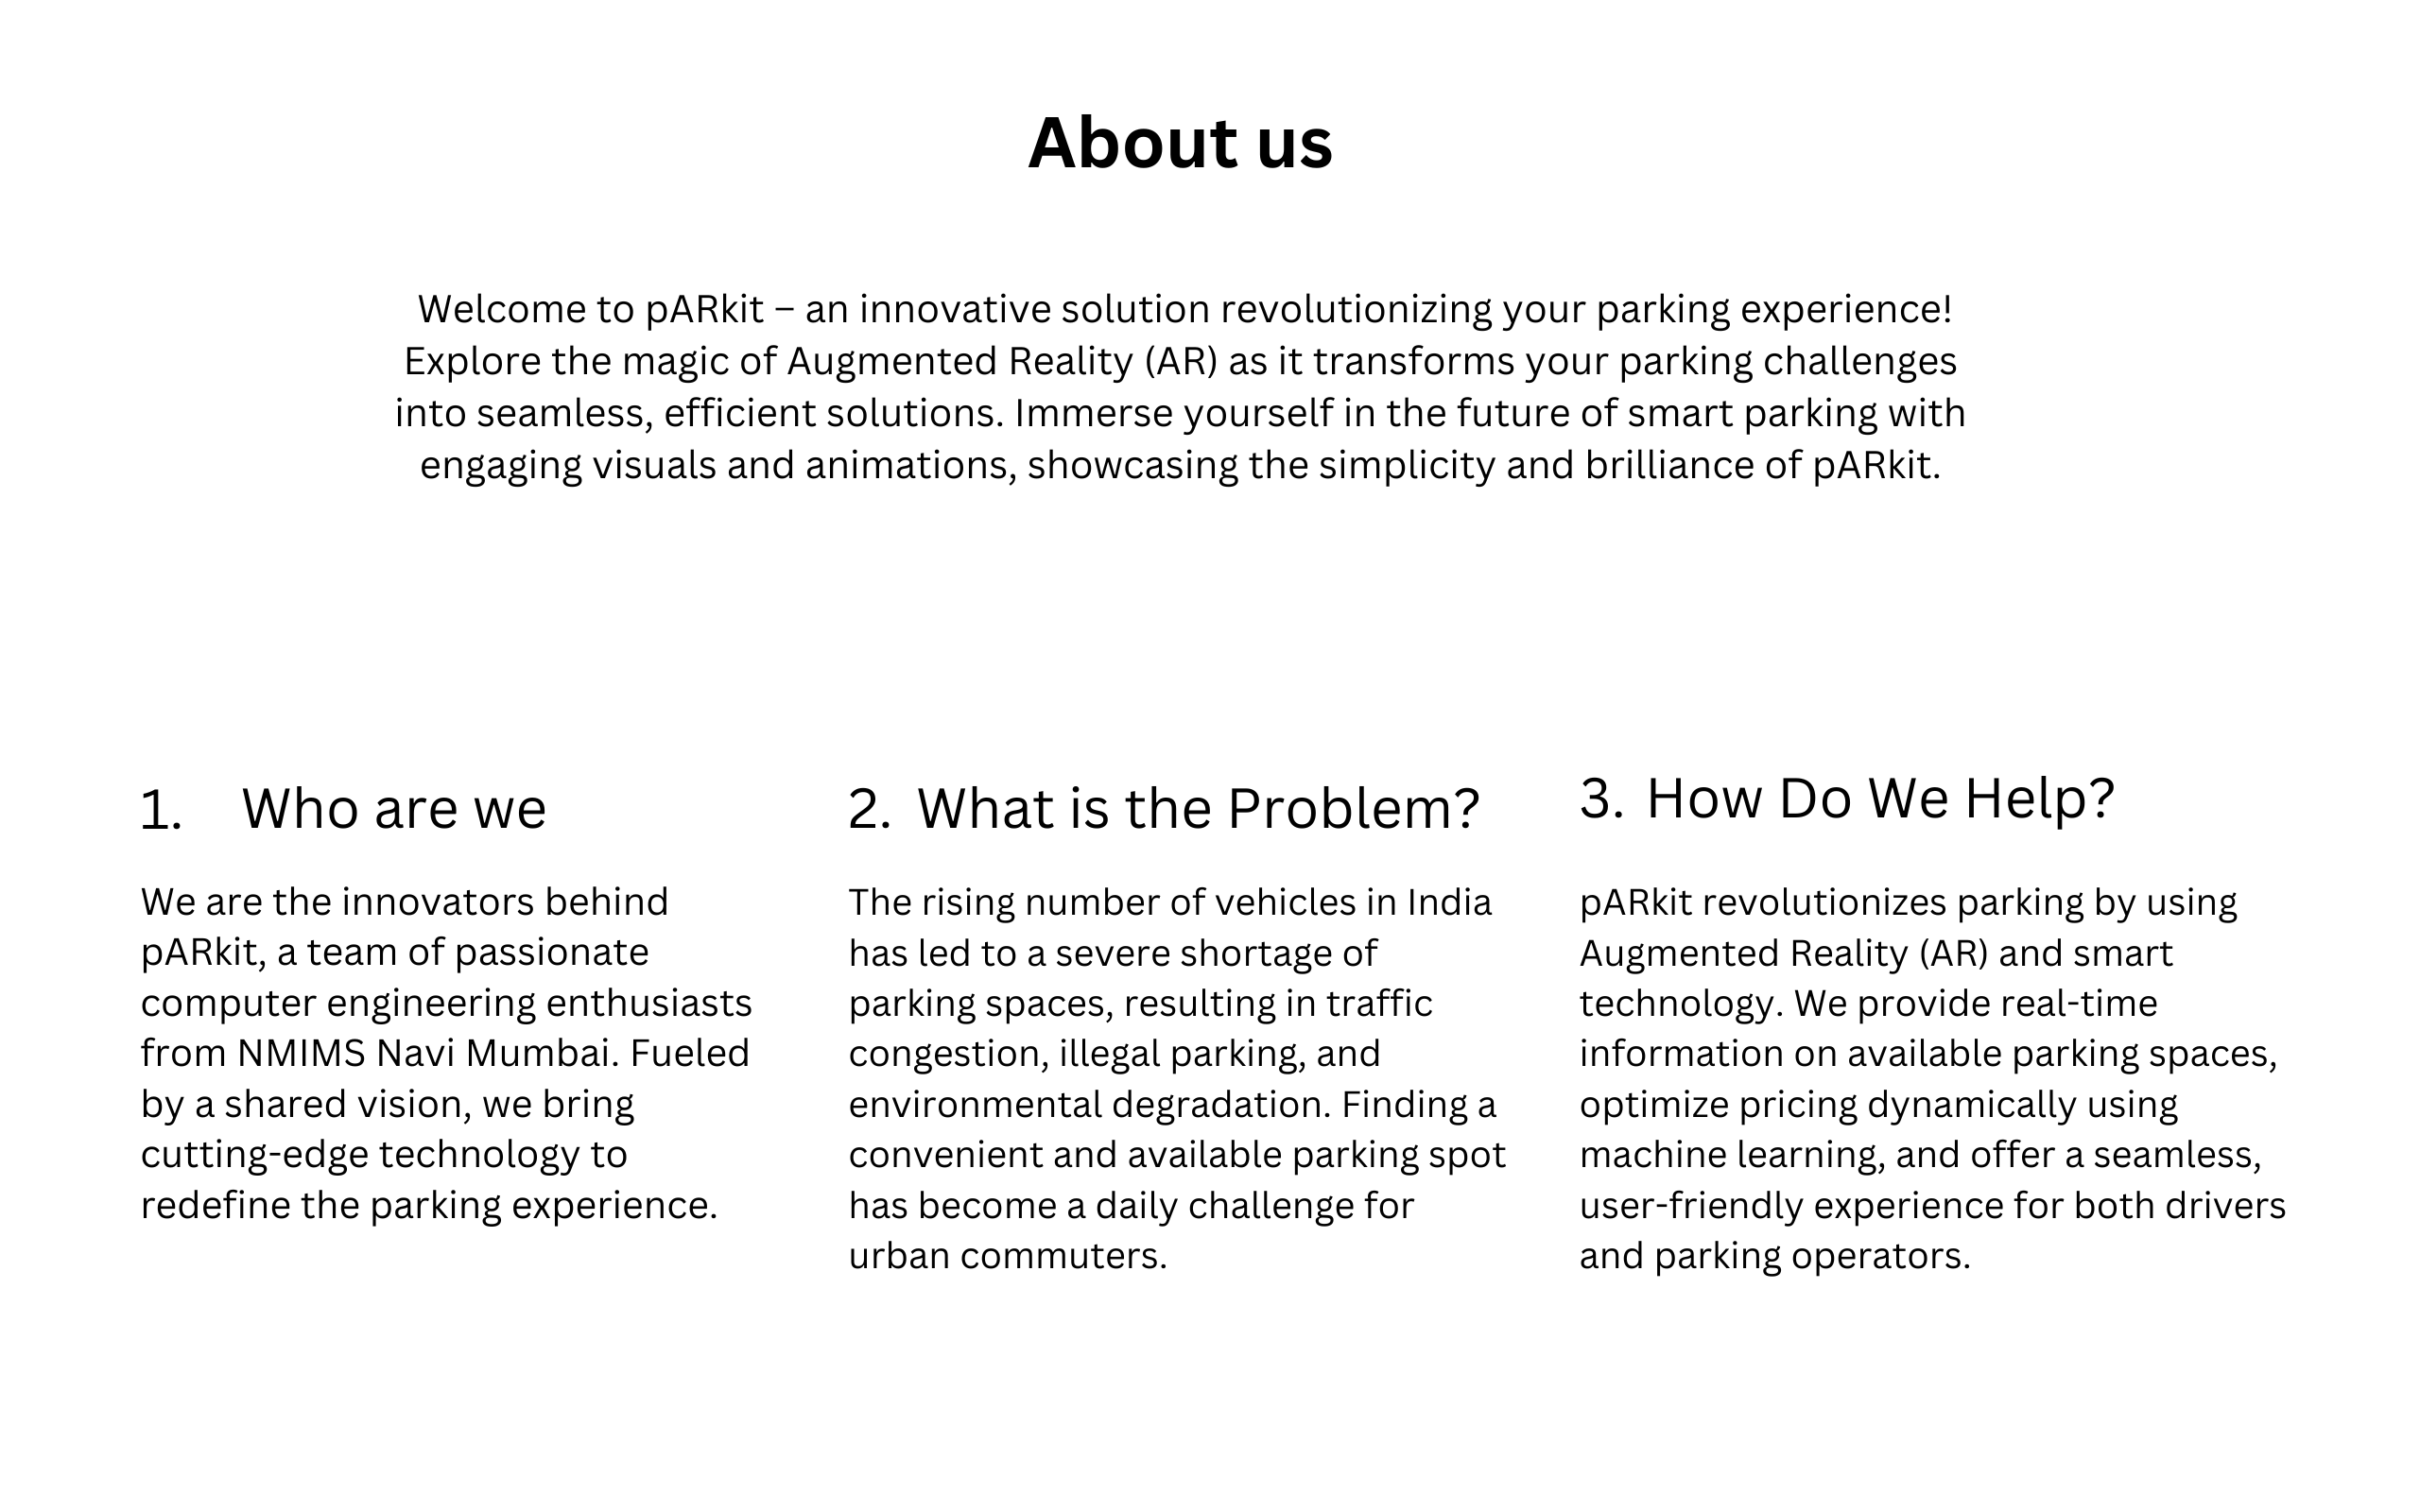 About us
Welcome to pARkit – an innovative solution revolutionizing your parking experience!
Explore the magic of Augmented Reality (AR) as it transforms your parking challenges
into seamless, efficient solutions. Immerse yourself in the future of smart parking with
engaging visuals and animations, showcasing the simplicity and brilliance of pARkit.
1. Who are we
We are the innovators behind
pARkit, a team of passionate
computer engineering enthusiasts
from NMIMS Navi Mumbai. Fueled
by a shared vision, we bring
cutting-edge technology to
redefine the parking experience.
2. What is the Problem?
The rising number of vehicles in India
has led to a severe shortage of
parking spaces, resulting in traffic
congestion, illegal parking, and
environmental degradation. Finding a
convenient and available parking spot
has become a daily challenge for
urban commuters.
3. How Do We Help?
pARkit revolutionizes parking by using
Augmented Reality (AR) and smart
technology. We provide real-time
information on available parking spaces,
optimize pricing dynamically using
machine learning, and offer a seamless,
user-friendly experience for both drivers
and parking operators.